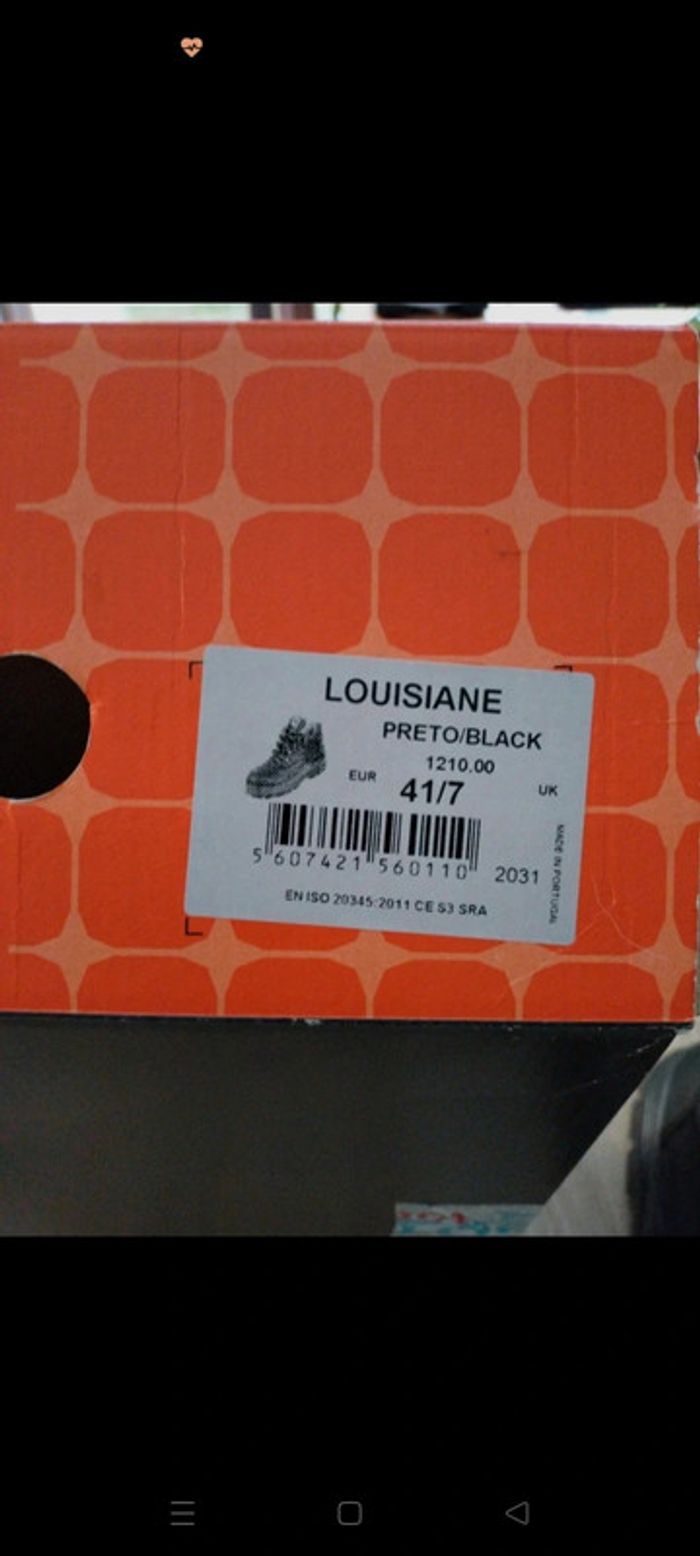 LOUISIANE
PRETO/BLACK
1210.00
EUR 41/7 UK
5 607421 560110
2031
MADE IN PORTUGAL
EN ISO 20345:2011 CE S3 SRA